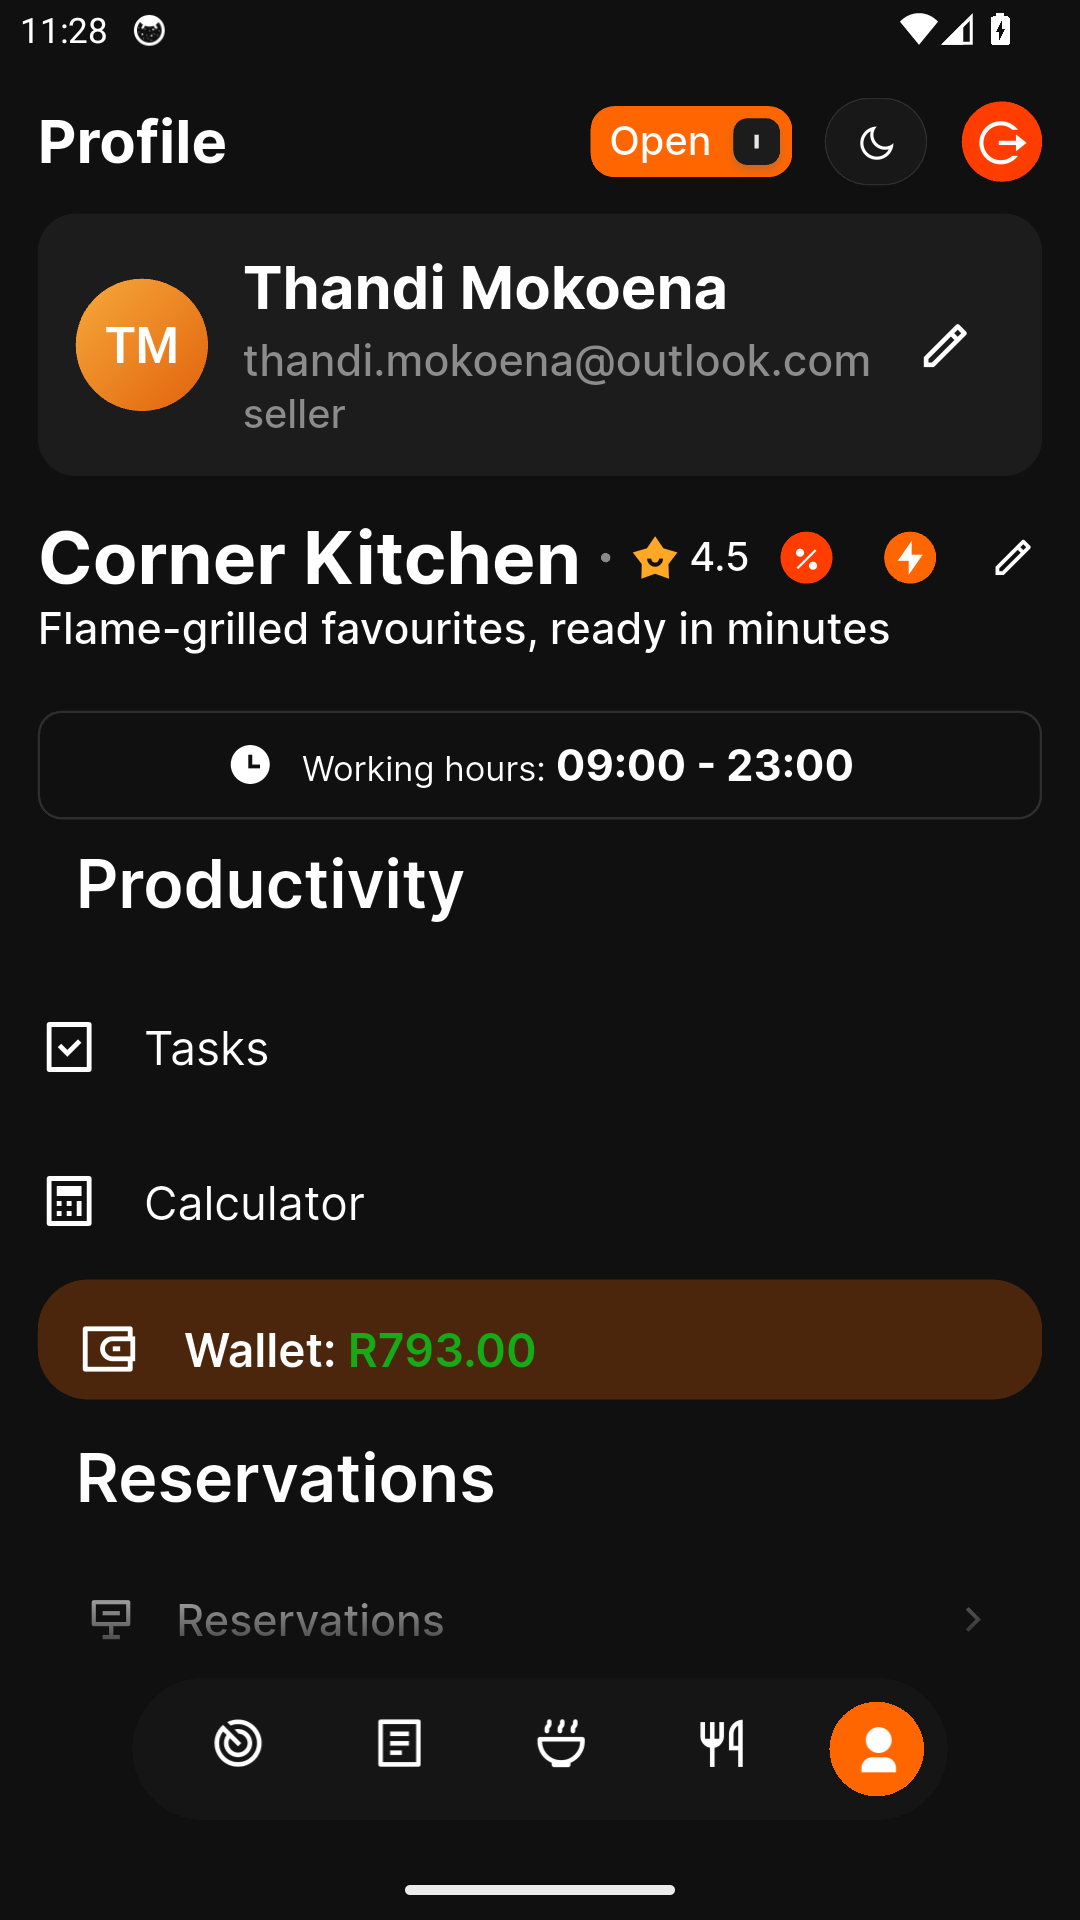 11:28
Profile
Open
TM
Thandi Mokoena
thandi.mokoena@outlook.com
seller
Corner Kitchen • 4.5
Flame-grilled favourites, ready in minutes
Working hours: 09:00 - 23:00
Productivity
Tasks
Calculator
Wallet: R793.00
Reservations
Reservations